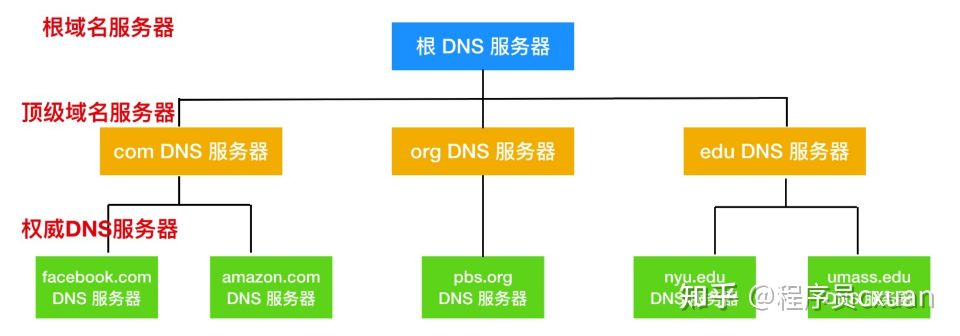 根域名服务器
根 DNS 服务器
顶级域名服务器
com DNS 服务器
org DNS 服务器
edu DNS 服务器
权威DNS服务器
facebook.com
DNS 服务器
amazon.com
DNS 服务器
pbs.org
DNS 服务器
nyu.edu
DNS 服务器
umass.edu
DNS 服务器
知乎 @程序员cxuan